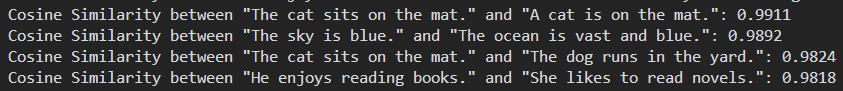 Cosine Similarity between "The cat sits on the mat." and "A cat is on the mat.": 0.9911
Cosine Similarity between "The sky is blue." and "The ocean is vast and blue.": 0.9892
Cosine Similarity between "The cat sits on the mat." and "The dog runs in the yard.": 0.9824
Cosine Similarity between "He enjoys reading books." and "She likes to read novels.": 0.9818